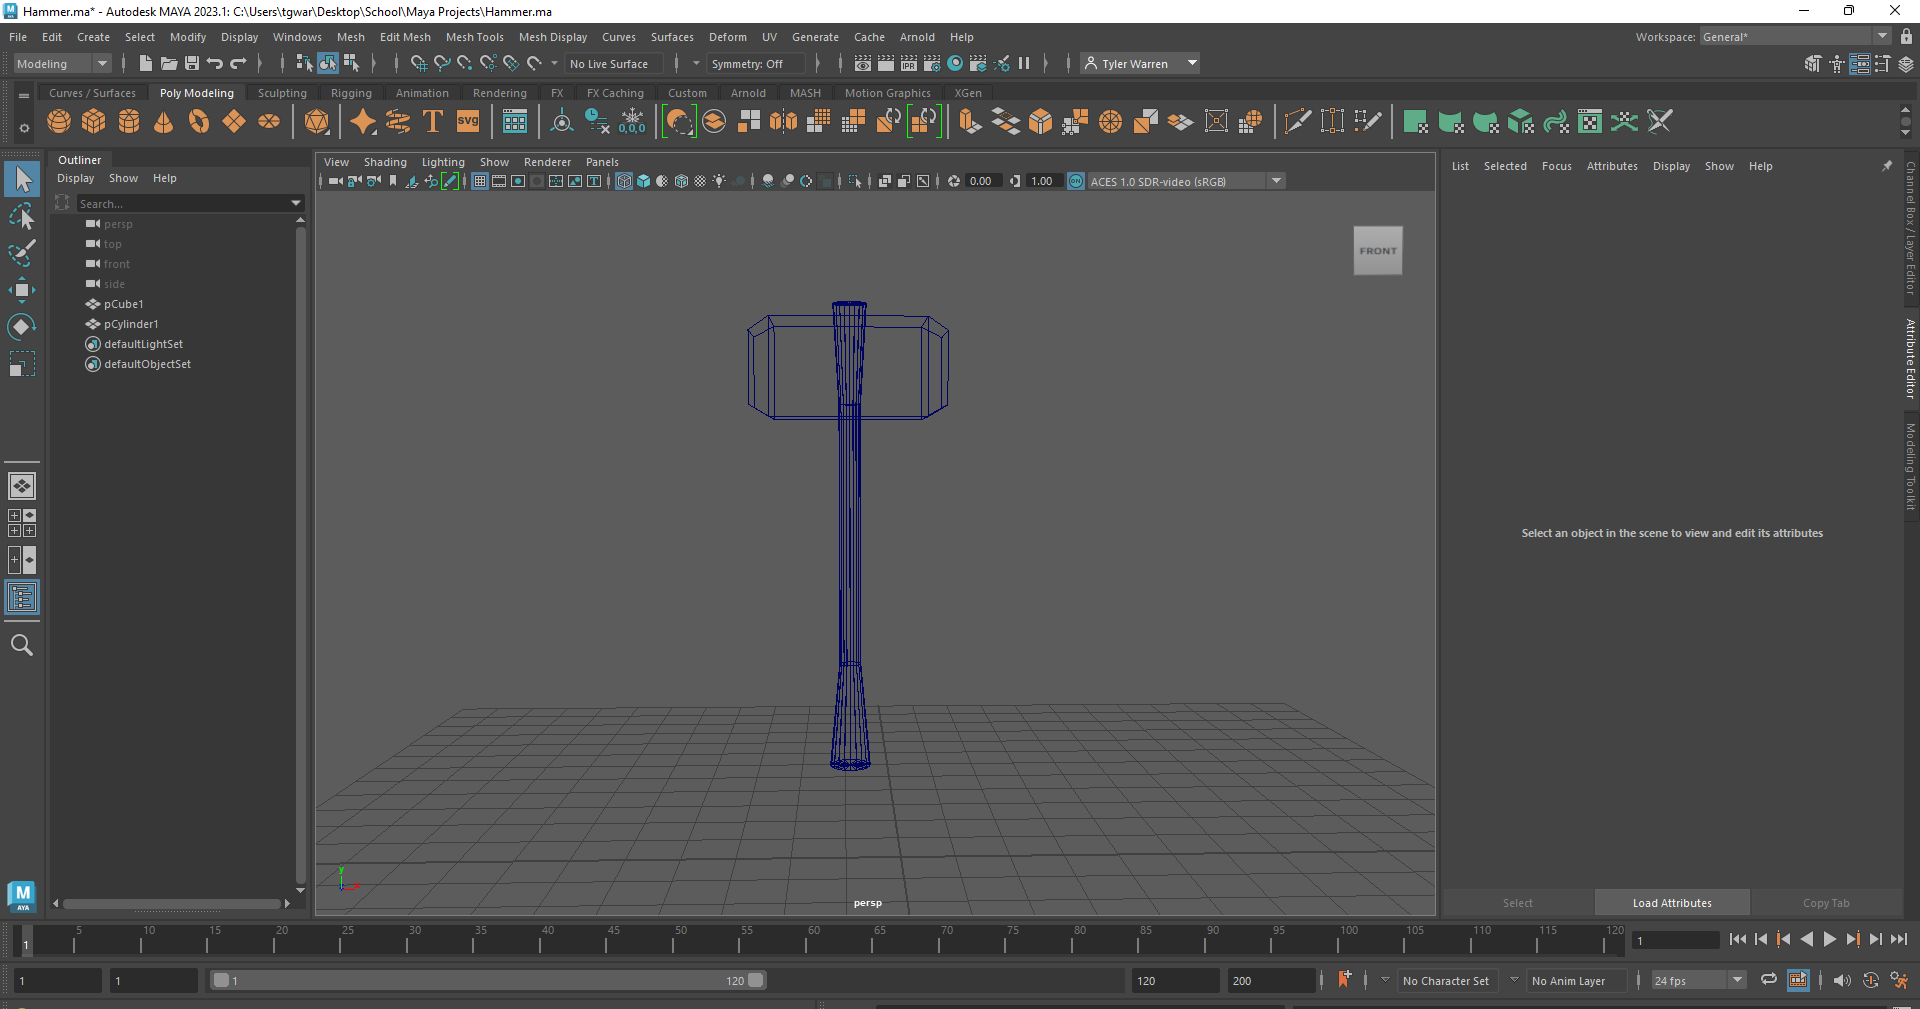 Hammer.ma* - Autodesk MAYA 2023.1: C:\Users\tgwar\Desktop\School\Maya Projects\Hammer.ma
File Edit Create Select Modify Display Windows Mesh Edit Mesh Mesh Tools Mesh Display Curves Surfaces Deform UV Generate Cache Arnold Help Workspace: General*
Modeling No Live Surface Symmetry: Off IPR Tyler Warren
Curves / Surfaces Poly Modeling Sculpting Rigging Animation Rendering FX FX Caching Custom Arnold MASH Motion Graphics XGen
T SVG 0,0,0
Outliner
Display Show Help
Search...
persp
top
front
side
pCube1
pCylinder1
defaultLightSet
defaultObjectSet
View Shading Lighting Show Renderer Panels
0.00 1.00 ON ACES 1.0 SDR-video (sRGB)
FRONT
y
persp
List Selected Focus Attributes Display Show Help
Select an object in the scene to view and edit its attributes
Select Load Attributes Copy Tab
Channel Box / Layer Editor
Attribute Editor
Modeling Toolkit
M
AYA
5 10 15 20 25 30 35 40 45 50 55 60 65 70 75 80 85 90 95 100 105 110 115 120
1 1
1 1 1 120 120 200 No Character Set No Anim Layer 24 fps